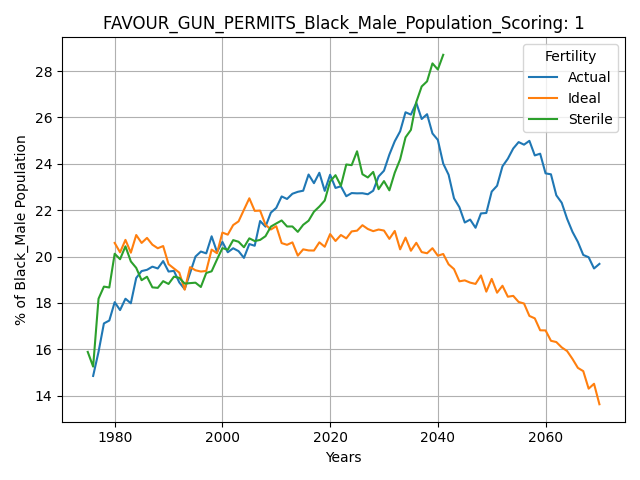 FAVOUR_GUN_PERMITS_Black_Male_Population_Scoring: 1
% of Black_Male Population
28
26
24
22
20
18
16
14
Fertility
Actual
Ideal
Sterile
1980 2000 2020 2040 2060
Years